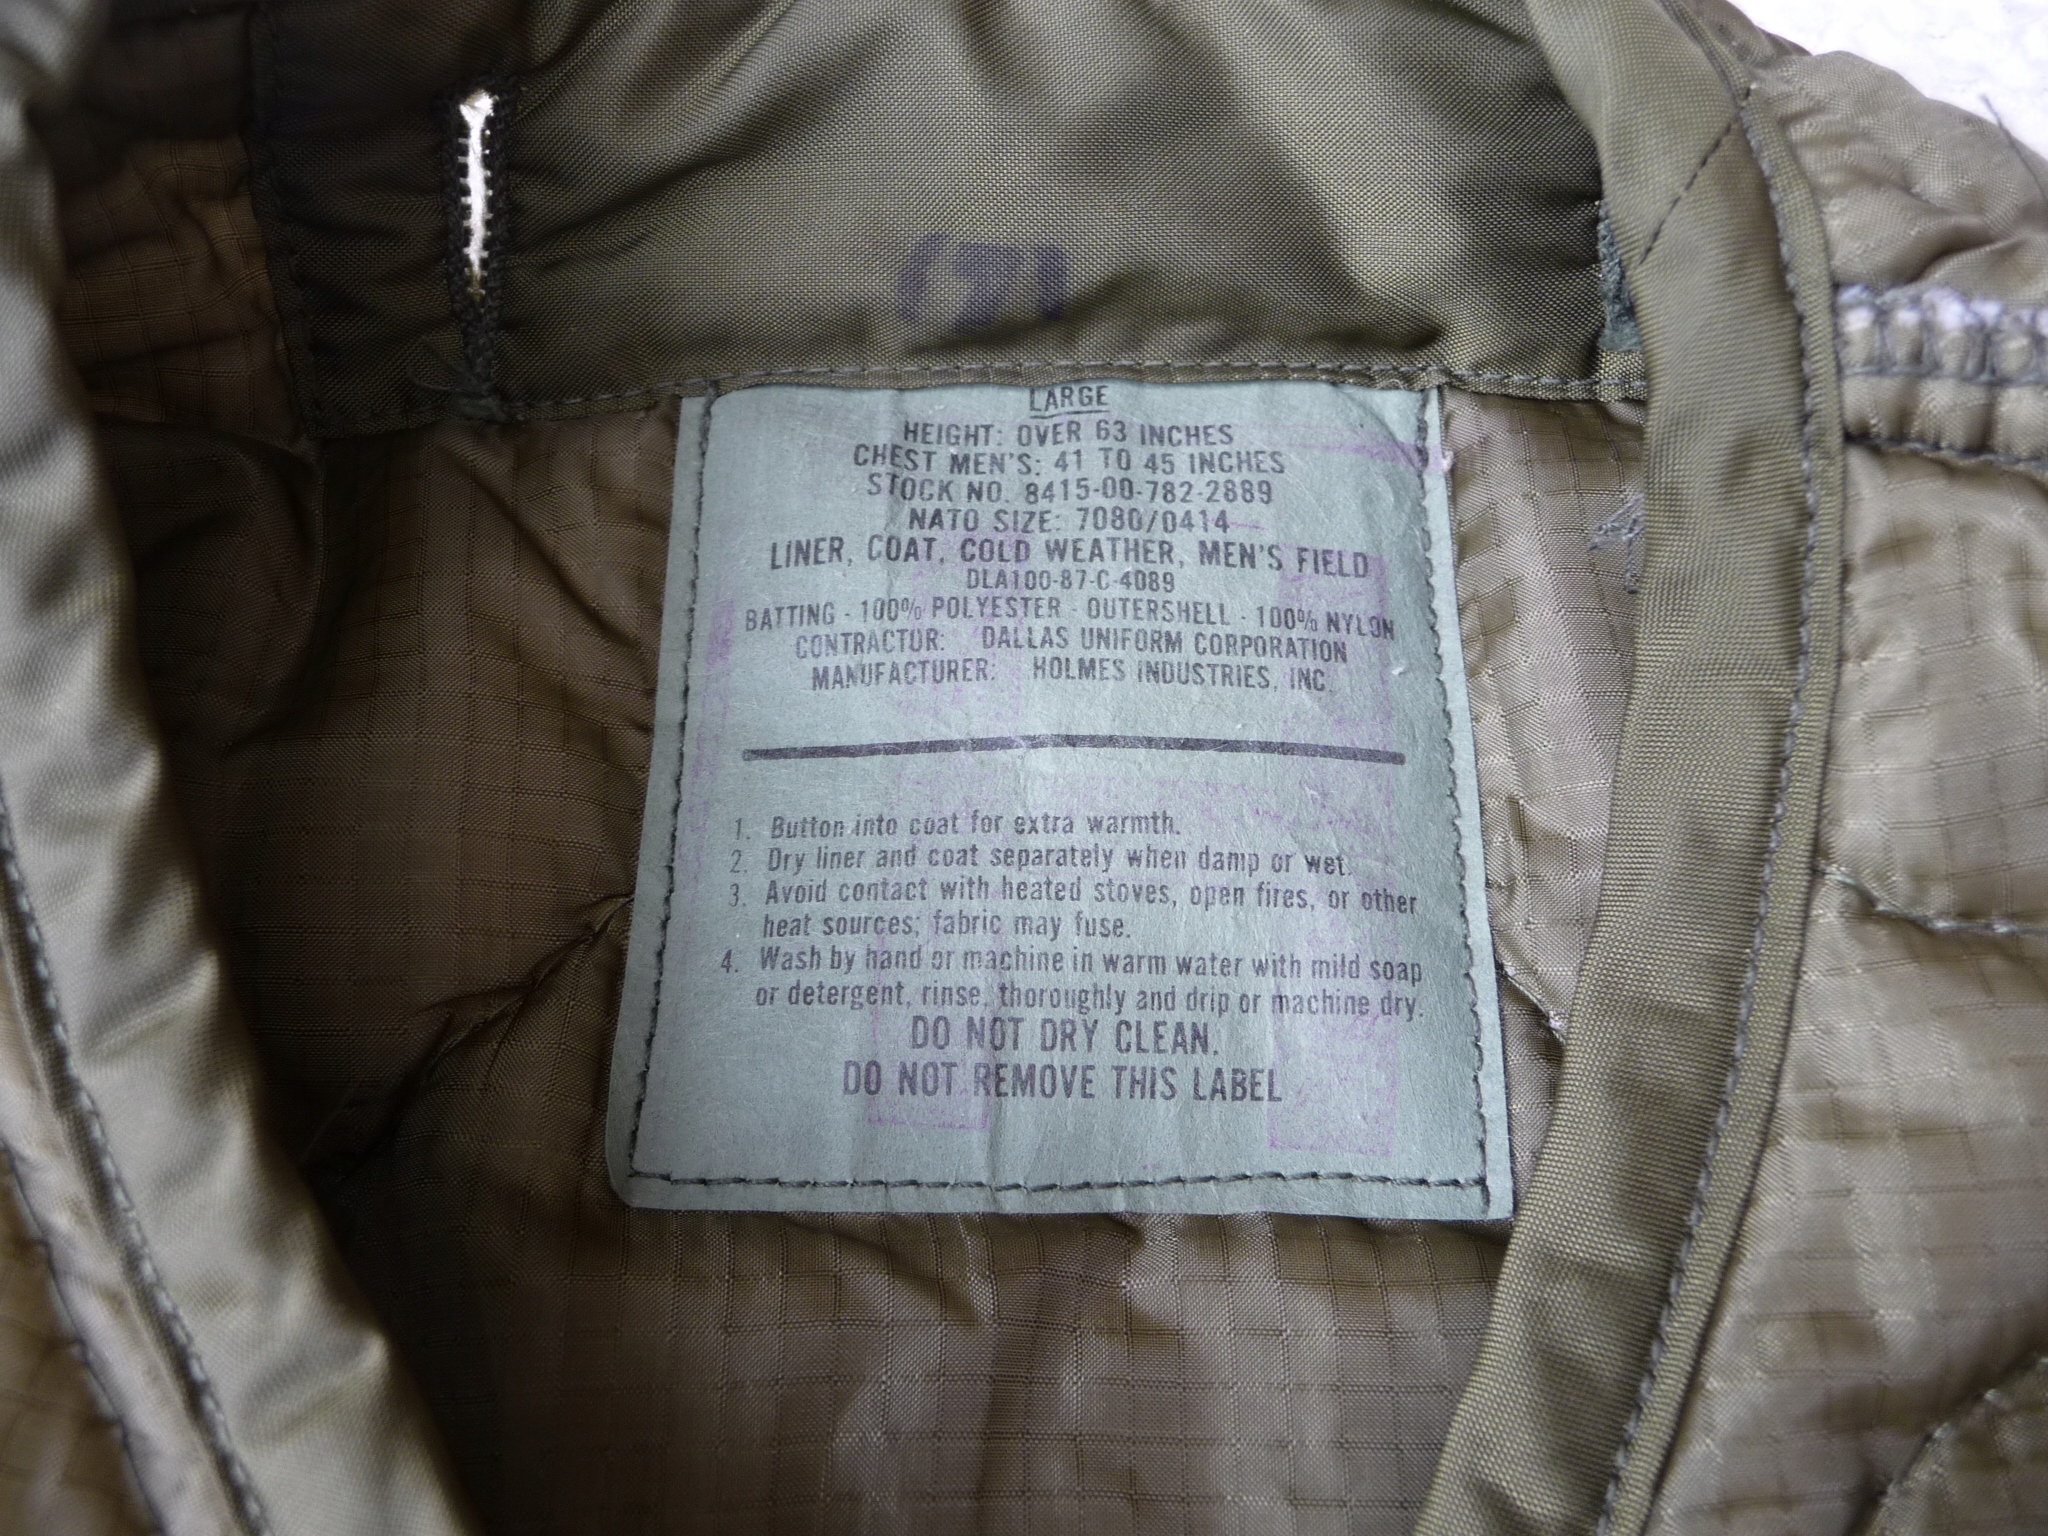 LARGE
HEIGHT: OVER 63 INCHES
CHEST MEN'S: 41 TO 45 INCHES
STOCK NO. 8415-00-782-2889
NATO SIZE: 7080/0414
LINER, COAT, COLD WEATHER, MEN'S FIELD
DLA100-87-C-4089
BATTING - 100% POLYESTER - OUTERSHELL - 100% NYLON
CONTRACTOR: DALLAS UNIFORM CORPORATION
MANUFACTURER: HOLMES INDUSTRIES, INC.
1. Button into coat for extra warmth.
2. Dry liner and coat separately when damp or wet.
3. Avoid contact with heated stoves, open fires, or other
heat sources; fabric may fuse.
4. Wash by hand or machine in warm water with mild soap
or detergent, rinse, thoroughly and drip or machine dry.
DO NOT DRY CLEAN.
DO NOT REMOVE THIS LABEL